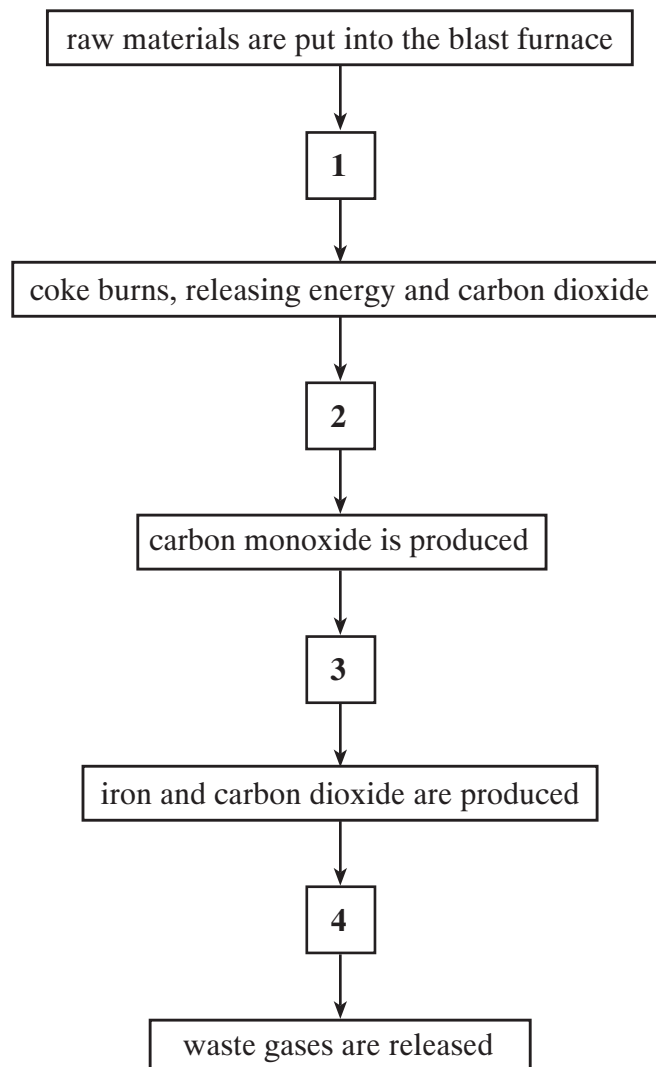 raw materials are put into the blast furnace
1
coke burns, releasing energy and carbon dioxide
2
carbon monoxide is produced
3
iron and carbon dioxide are produced
4
waste gases are released